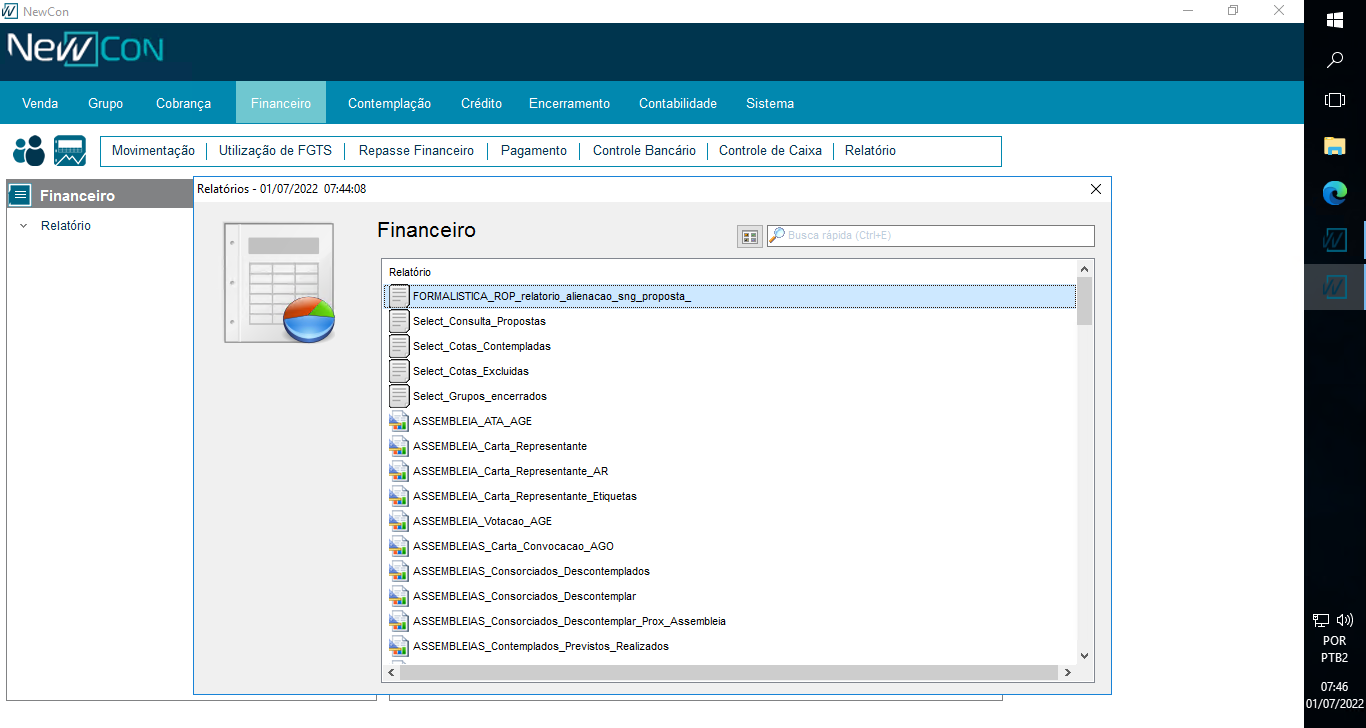 NewCon
NewCon
Venda Grupo Cobrança Financeiro Contemplação Crédito Encerramento Contabilidade Sistema
Movimentação Utilização de FGTS Repasse Financeiro Pagamento Controle Bancário Controle de Caixa Relatório
Financeiro
Relatório
Relatórios - 01/07/2022 07:44:08
Financeiro
Busca rápida (Ctrl+E)
Relatório
FORMALISTICA_ROP_relatorio_alienacao_sng_proposta_
Select_Consulta_Propostas
Select_Cotas_Contempladas
Select_Cotas_Excluidas
Select_Grupos_encerrados
ASSEMBLEIA_ATA_AGE
ASSEMBLEIA_Carta_Representante
ASSEMBLEIA_Carta_Representante_AR
ASSEMBLEIA_Carta_Representante_Etiquetas
ASSEMBLEIA_Votacao_AGE
ASSEMBLEIAS_Carta_Convocacao_AGO
ASSEMBLEIAS_Consorciados_Descontemplados
ASSEMBLEIAS_Consorciados_Descontemplar
ASSEMBLEIAS_Consorciados_Descontemplar_Prox_Assembleia
ASSEMBLEIAS_Contemplados_Previstos_Realizados
POR
PTB2
07:46
01/07/2022